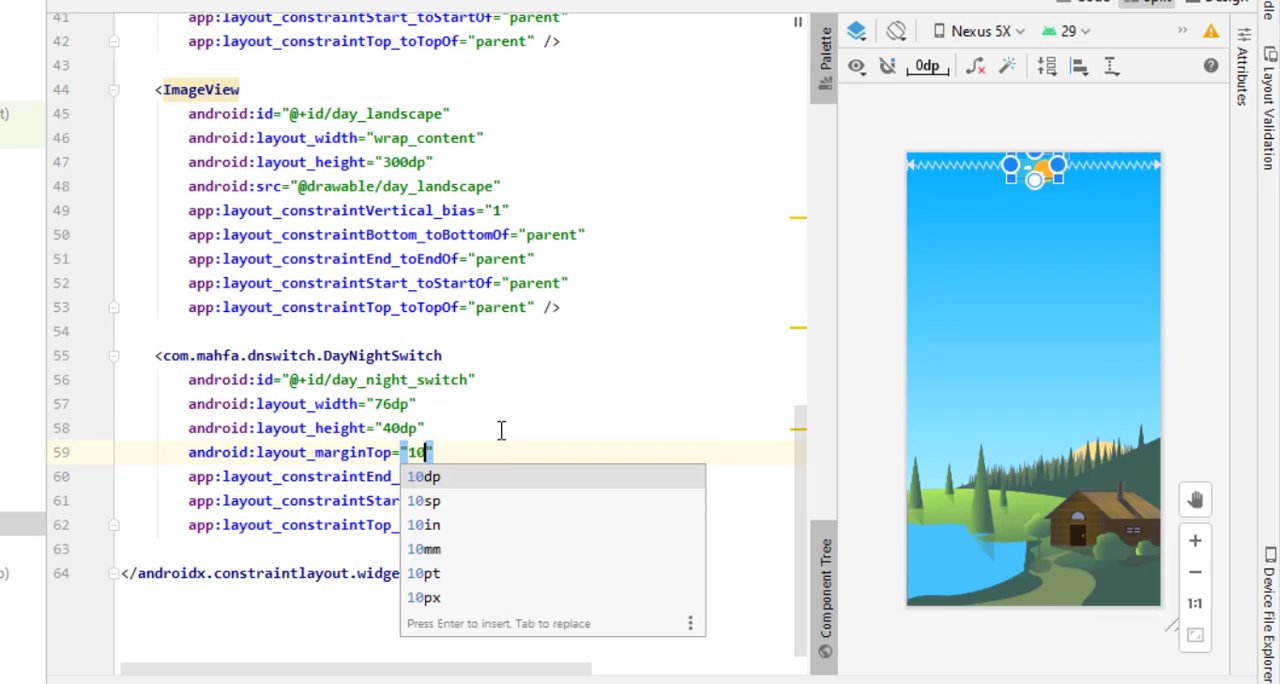 Code Split Design
41 app:layout_constraintStart_toStartOf="parent"
42 app:layout_constraintTop_toTopOf="parent" />
43
44 <ImageView
45 android:id="@+id/day_landscape"
46 android:layout_width="wrap_content"
47 android:layout_height="300dp"
48 android:src="@drawable/day_landscape"
49 app:layout_constraintVertical_bias="1"
50 app:layout_constraintBottom_toBottomOf="parent"
51 app:layout_constraintEnd_toEndOf="parent"
52 app:layout_constraintStart_toStartOf="parent"
53 app:layout_constraintTop_toTopOf="parent" />
54
55 <com.mahfa.dnswitch.DayNightSwitch
56 android:id="@+id/day_night_switch"
57 android:layout_width="76dp"
58 android:layout_height="40dp"
59 android:layout_marginTop="10"
60 app:layout_constraintEnd_
61 app:layout_constraintStar
62 app:layout_constraintTop_
63
64 </androidx.constraintlayout.widge
10dp
10sp
10in
10mm
10pt
10px
Press Enter to insert, Tab to replace
t)
)
Palette
Component Tree
Nexus 5X
29
0dp
1:1
Attributes
Layout Validation
Device File Explorer